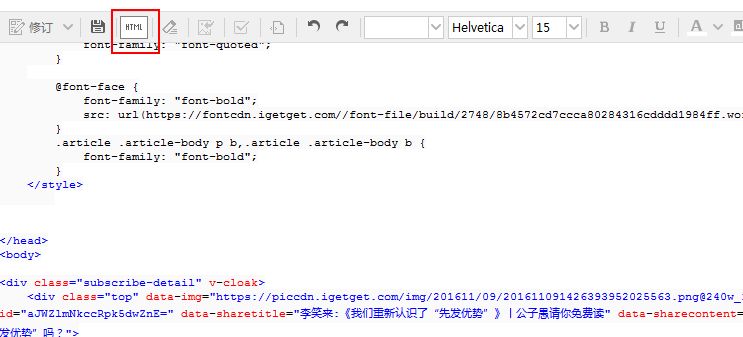 修订 HTML Helvetica 15 B I U A
font-family: "font-quoted";
}
@font-face {
font-family: "font-bold";
src: url(https://fontcdn.igetget.com//font-file/build/2748/8b4572cd7ccca80284316cdddd1984ff.wo
}
.article .article-body p b,.article .article-body b {
font-family: "font-bold";
}
</style>
</head>
<body>
<div class="subscribe-detail" v-cloak>
<div class="top" data-img="https://piccdn.igetget.com/img/201611/09/201611091426393952025563.png@240w_
id="aJWZlmNkccRpk5dwZnE=" data-sharetitle="李笑来:《我们重新认识了“先发优势”》|公子愚请你免费读" data-sharecontent=
发优势”吗？">